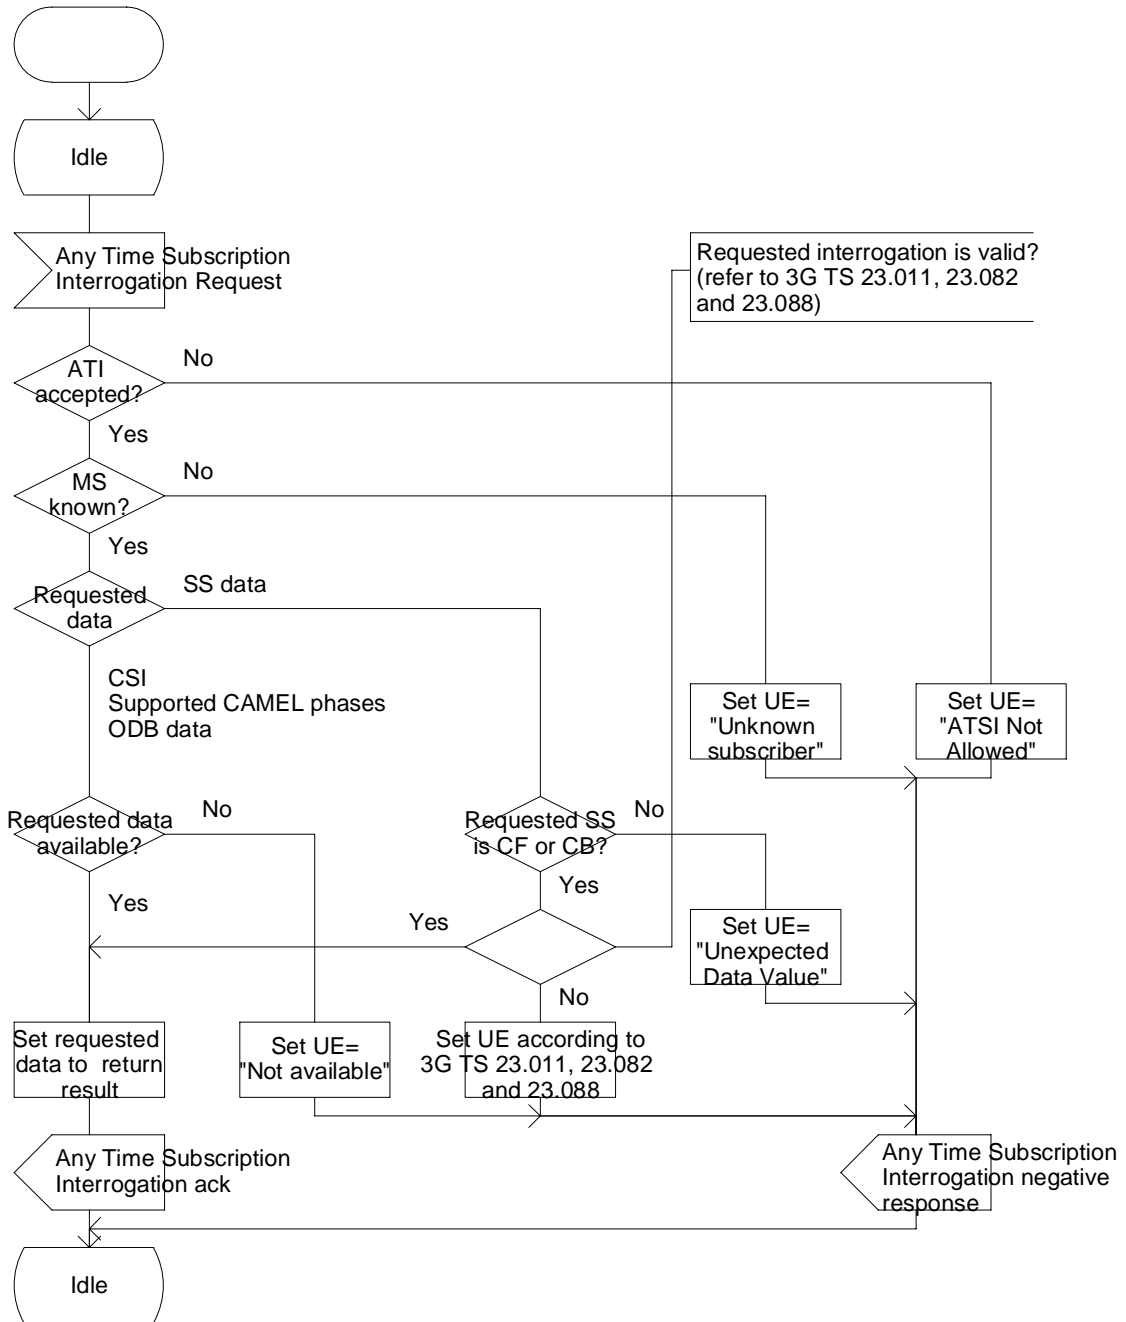 Idle
Any Time Subscription
Interrogation Request
Requested interrogation is valid?
(refer to 3G TS 23.011, 23.082
and 23.088)
ATI
accepted?
No
Yes
MS
known?
No
Yes
Requested
data
SS data
CSI
Supported CAMEL phases
ODB data
Set UE=
"Unknown
subscriber"
Set UE=
"ATSI Not
Allowed"
Requested data
available?
No
Requested SS
is CF or CB?
No
Yes
Yes
Yes
Set UE=
"Unexpected
Data Value"
No
Set requested
data to  return
result
Set UE=
"Not available"
Set UE according to
3G TS 23.011, 23.082
and 23.088
Any Time Subscription
Interrogation ack
Any Time Subscription
Interrogation negative
response
Idle